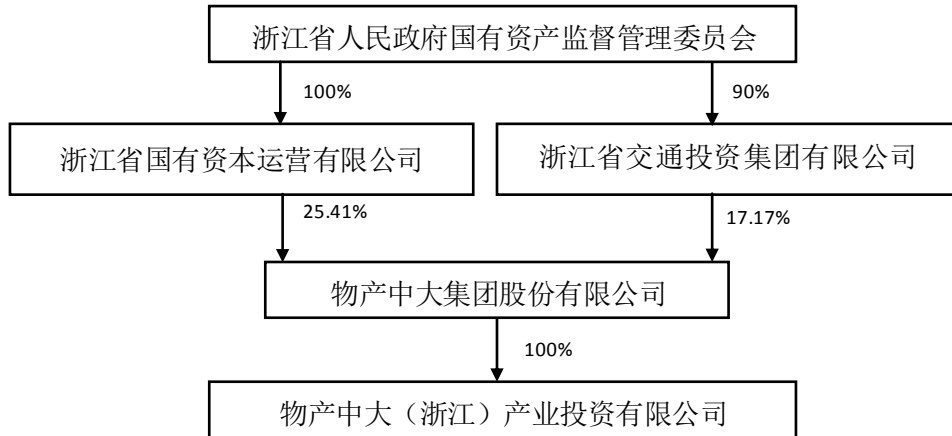 浙江省人民政府国有资产监督管理委员会
100%
90%
浙江省国有资本运营有限公司
浙江省交通投资集团有限公司
25.41%
17.17%
物产中大集团股份有限公司
100%
物产中大（浙江）产业投资有限公司